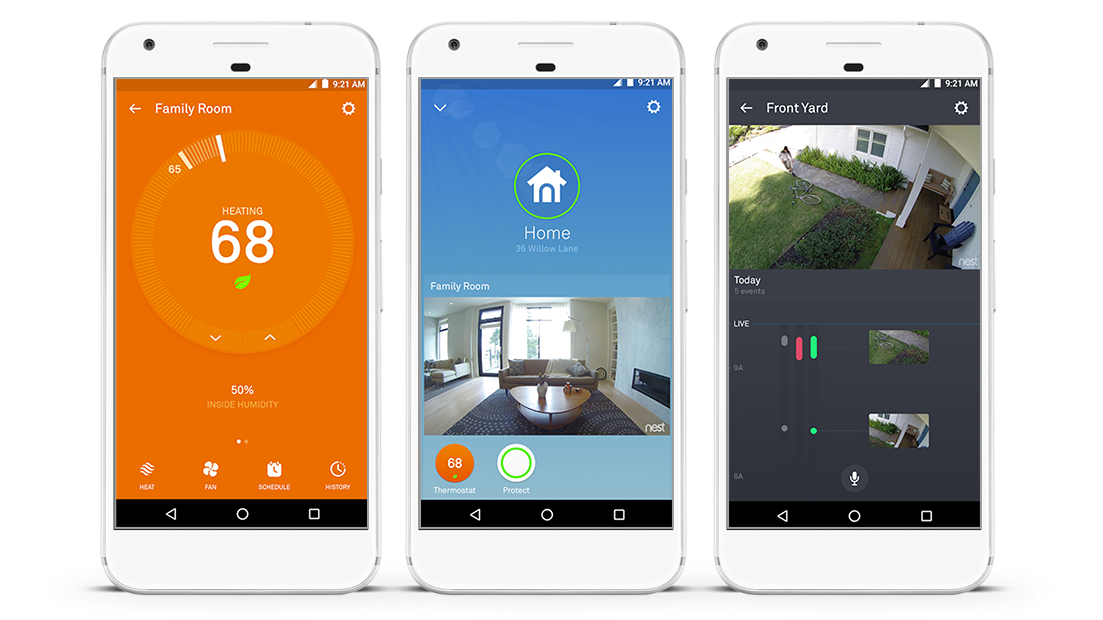 9:21 AM
Family Room
65
HEATING
68
50%
INSIDE HUMIDITY
HEAT
FAN
SCHEDULE
HISTORY
9:21 AM
Home
36 Willow Lane
Family Room
nest
68
Thermostat
Protect
9:21 AM
Front Yard
nest
Today
5 events
LIVE
9A
8A